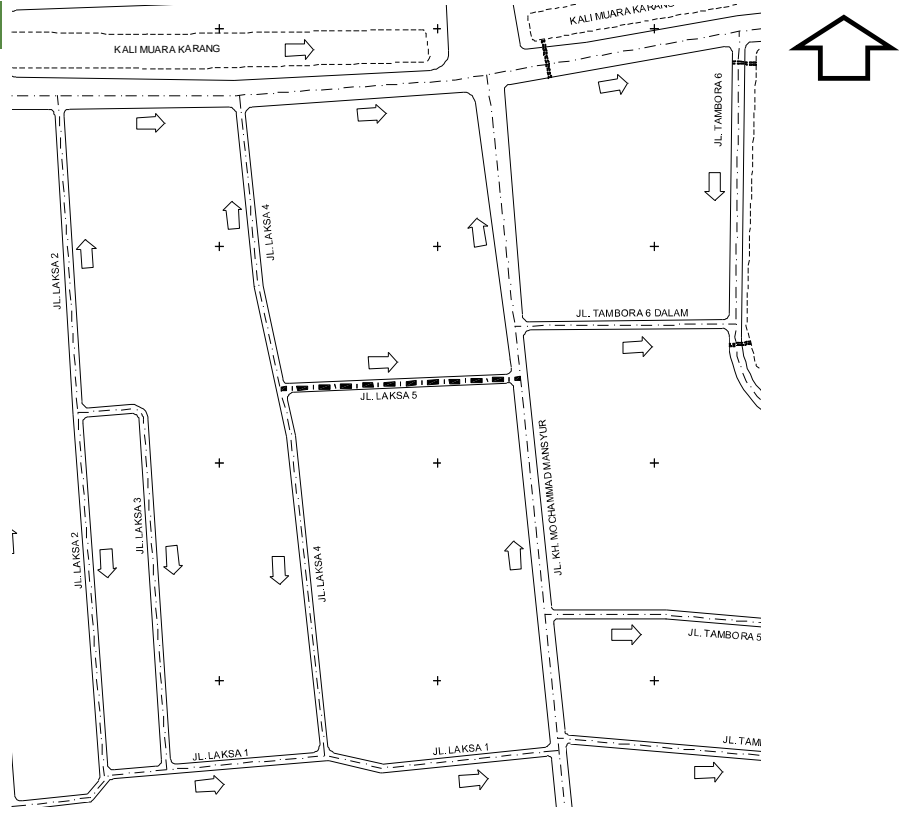 KALI MUARA KARANG
KALI MUARA KARANG
JL. TAMBORA 6
JL. LAKSA 4
JL. LAKSA 2
JL. TAMBORA 6 DALAM
JL. LAKSA 5
JL. KH. MOCHAMMAD MANSYUR
JL. LAKSA 3
JL. LAKSA 2
JL. LAKSA 4
JL. TAMBORA 5
JL. TAM
JL. LAKSA 1
JL. LAKSA 1